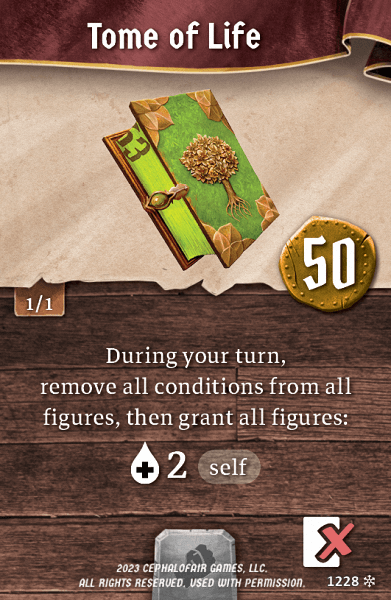 Tome of Life
50
1/1
During your turn,
remove all conditions from all
figures, then grant all figures:
2 self
2023 CEPHALOFAIR GAMES, LLC.
ALL RIGHTS RESERVED. USED WITH PERMISSION.
1228